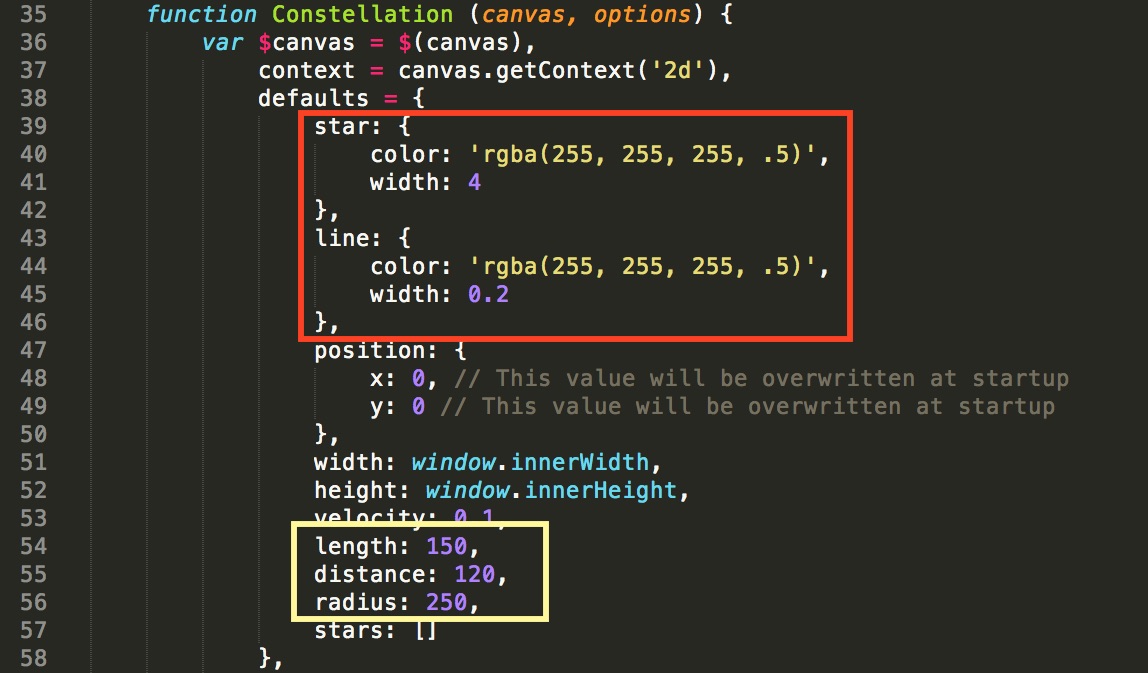 35 function Constellation (canvas, options) {
36 var $canvas = $(canvas),
37 context = canvas.getContext('2d'),
38 defaults = {
39 star: {
40 color: 'rgba(255, 255, 255, .5)',
41 width: 4
42 },
43 line: {
44 color: 'rgba(255, 255, 255, .5)',
45 width: 0.2
46 },
47 position: {
48 x: 0, // This value will be overwritten at startup
49 y: 0 // This value will be overwritten at startup
50 },
51 width: window.innerWidth,
52 height: window.innerHeight,
53 velocity: 0.1,
54 length: 150,
55 distance: 120,
56 radius: 250,
57 stars: []
58 },